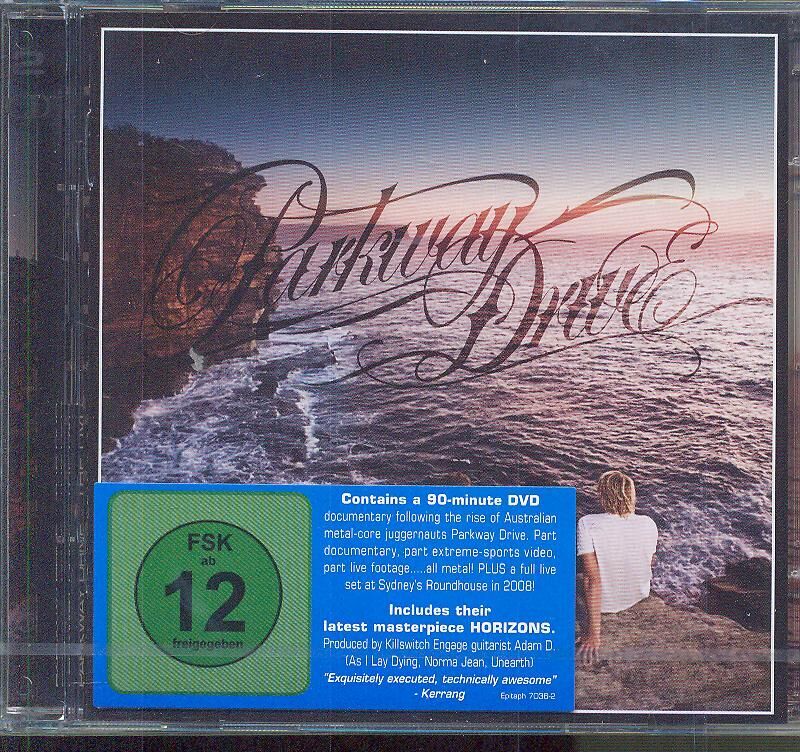 Parkway
Drive
FSK
ab
12
freigegeben
Contains a 90-minute DVD
documentary following the rise of Australian
metal-core juggernauts Parkway Drive. Part
documentary, part extreme-sports video,
part live footage.....all metal! PLUS a full live
set at Sydney's Roundhouse in 2008!
Includes their
latest masterpiece HORIZONS.
Produced by Killswitch Engage guitarist Adam D.
(As I Lay Dying, Norma Jean, Unearth)
"Exquisitely executed, technically awesome"
- Kerrang
Epitaph 7036-2